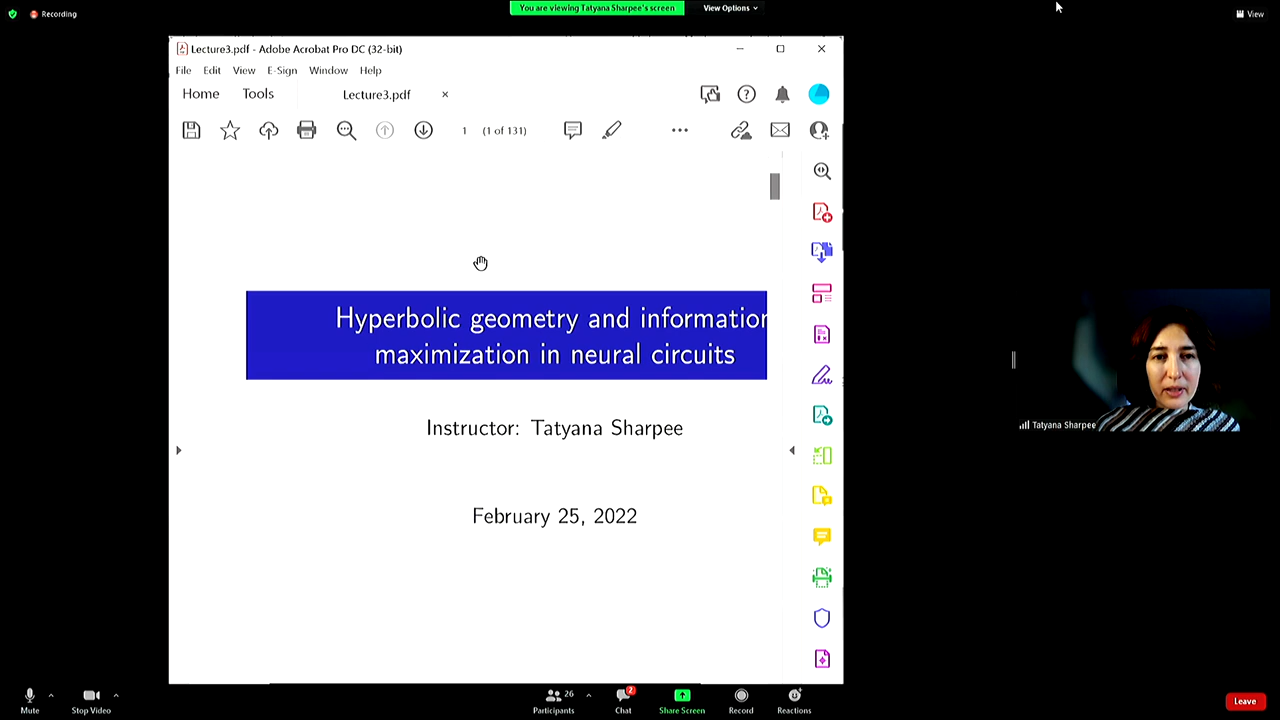 Recording
You are viewing Tatyana Sharpee's screen
View Options
View
Lecture3.pdf - Adobe Acrobat Pro DC (32-bit)
File Edit View E-Sign Window Help
Home Tools Lecture3.pdf
1 (1 of 131)
Hyperbolic geometry and information
maximization in neural circuits
Instructor: Tatyana Sharpee
February 25, 2022
Tatyana Sharpee
Mute
Stop Video
26
Participants
2
Chat
Share Screen
Record
Reactions
Leave